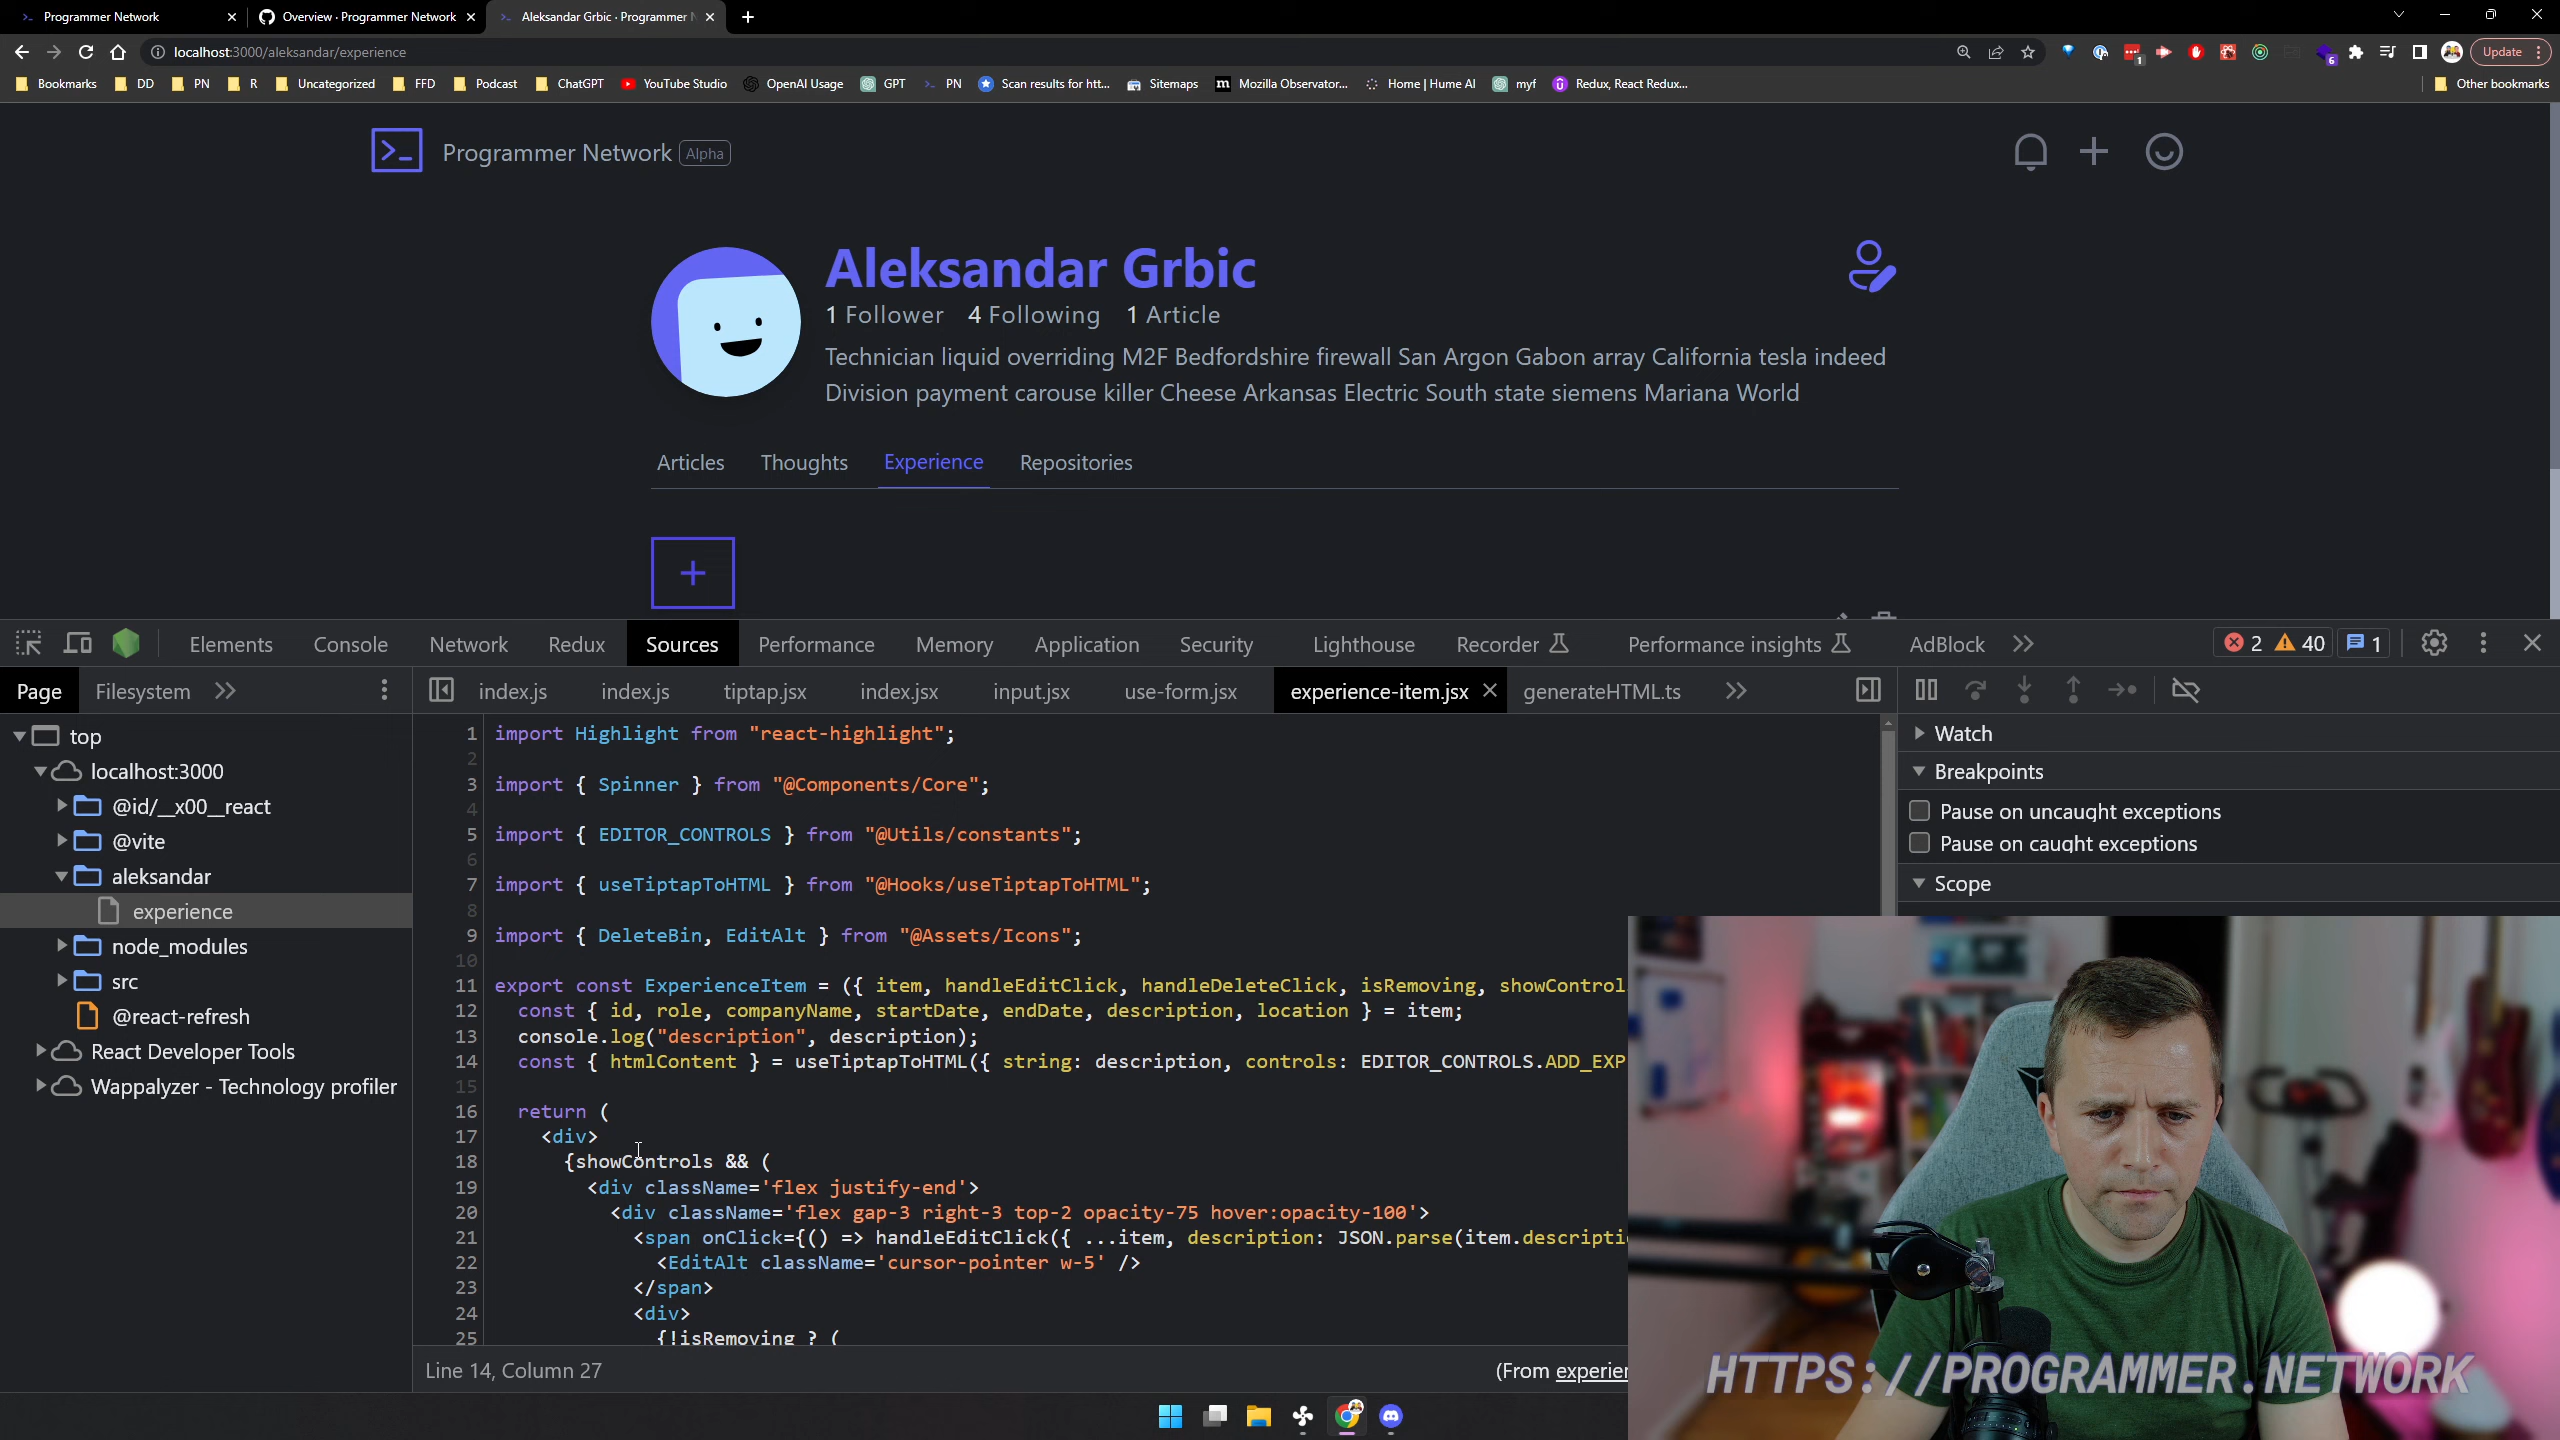 Programmer Network
Overview · Programmer Network
Aleksandar Grbic · Programmer
localhost:3000/aleksandar/experience
Update
Bookmarks
DD
PN
R
Uncategorized
FFD
Podcast
ChatGPT
YouTube Studio
OpenAI Usage
GPT
PN
Scan results for htt...
Sitemaps
Mozilla Observator...
Home | Hume AI
myf
Redux, React Redux...
Other bookmarks
>_ Programmer Network Alpha
Aleksandar Grbic
1 Follower 4 Following 1 Article
Technician liquid overriding M2F Bedfordshire firewall San Argon Gabon array California tesla indeed
Division payment carouse killer Cheese Arkansas Electric South state siemens Mariana World
Articles Thoughts Experience Repositories
+
Elements Console Network Redux Sources Performance Memory Application Security Lighthouse Recorder Performance insights AdBlock
2 40 1
Page Filesystem
index.js index.js tiptap.jsx index.jsx input.jsx use-form.jsx experience-item.jsx generateHTML.ts
top
localhost:3000
@id/__x00__react
@vite
aleksandar
experience
node_modules
src
@react-refresh
React Developer Tools
Wappalyzer - Technology profiler
1 import Highlight from "react-highlight";
2
3 import { Spinner } from "@Components/Core";
4
5 import { EDITOR_CONTROLS } from "@Utils/constants";
6
7 import { useTiptapToHTML } from "@Hooks/useTiptapToHTML";
8
9 import { DeleteBin, EditAlt } from "@Assets/Icons";
10
11 export const ExperienceItem = ({ item, handleEditClick, handleDeleteClick, isRemoving, showControl
12 const { id, role, companyName, startDate, endDate, description, location } = item;
13 console.log("description", description);
14 const { htmlContent } = useTiptapToHTML({ string: description, controls: EDITOR_CONTROLS.ADD_EXP
15
16 return (
17 <div>
18 {showControls && (
19 <div className='flex justify-end'>
20 <div className='flex gap-3 right-3 top-2 opacity-75 hover:opacity-100'>
21 <span onClick={() => handleEditClick({ ...item, description: JSON.parse(item.descripti
22 <EditAlt className='cursor-pointer w-5' />
23 </span>
24 <div>
25 {!isRemoving ? (
Line 14, Column 27
(From experien
Watch
Breakpoints
Pause on uncaught exceptions
Pause on caught exceptions
Scope
HTTPS://PROGRAMMER.NETWORK